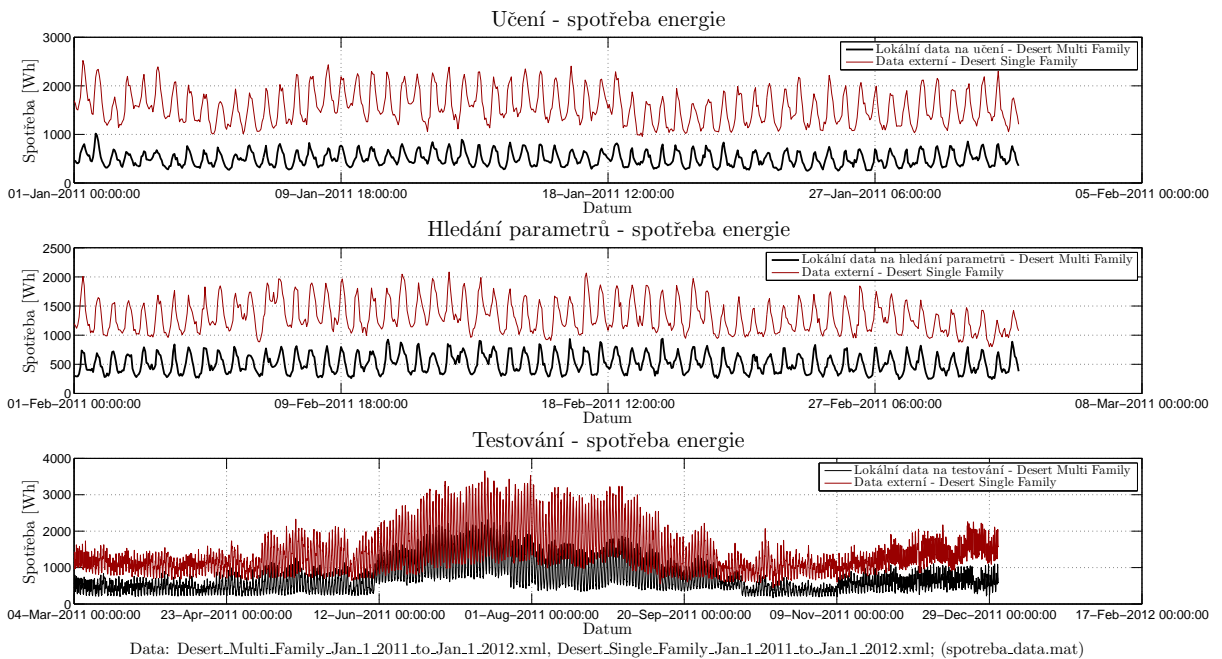 Učení - spotřeba energie
Spotřeba [Wh]
3000
2000
1000
0
Lokální data na učení - Desert Multi Family
Data externí - Desert Single Family
01–Jan–2011 00:00:00 09–Jan–2011 18:00:00 18–Jan–2011 12:00:00 27–Jan–2011 06:00:00 05–Feb–2011 00:00:00
Datum
Hledání parametrů - spotřeba energie
Spotřeba [Wh]
2500
2000
1500
1000
500
0
Lokální data na hledání parametrů - Desert Multi Family
Data externí - Desert Single Family
01–Feb–2011 00:00:00 09–Feb–2011 18:00:00 18–Feb–2011 12:00:00 27–Feb–2011 06:00:00 08–Mar–2011 00:00:00
Datum
Testování - spotřeba energie
Spotřeba [Wh]
4000
3000
2000
1000
0
Lokální data na testování - Desert Multi Family
Data externí - Desert Single Family
04–Mar–2011 00:00:00 23–Apr–2011 00:00:00 12–Jun–2011 00:00:00 01–Aug–2011 00:00:00 20–Sep–2011 00:00:00 09–Nov–2011 00:00:00 29–Dec–2011 00:00:00 17–Feb–2012 00:00:00
Datum
Data: Desert_Multi_Family_Jan_1_2011_to_Jan_1_2012.xml, Desert_Single_Family_Jan_1_2011_to_Jan_1_2012.xml; (spotreba_data.mat)